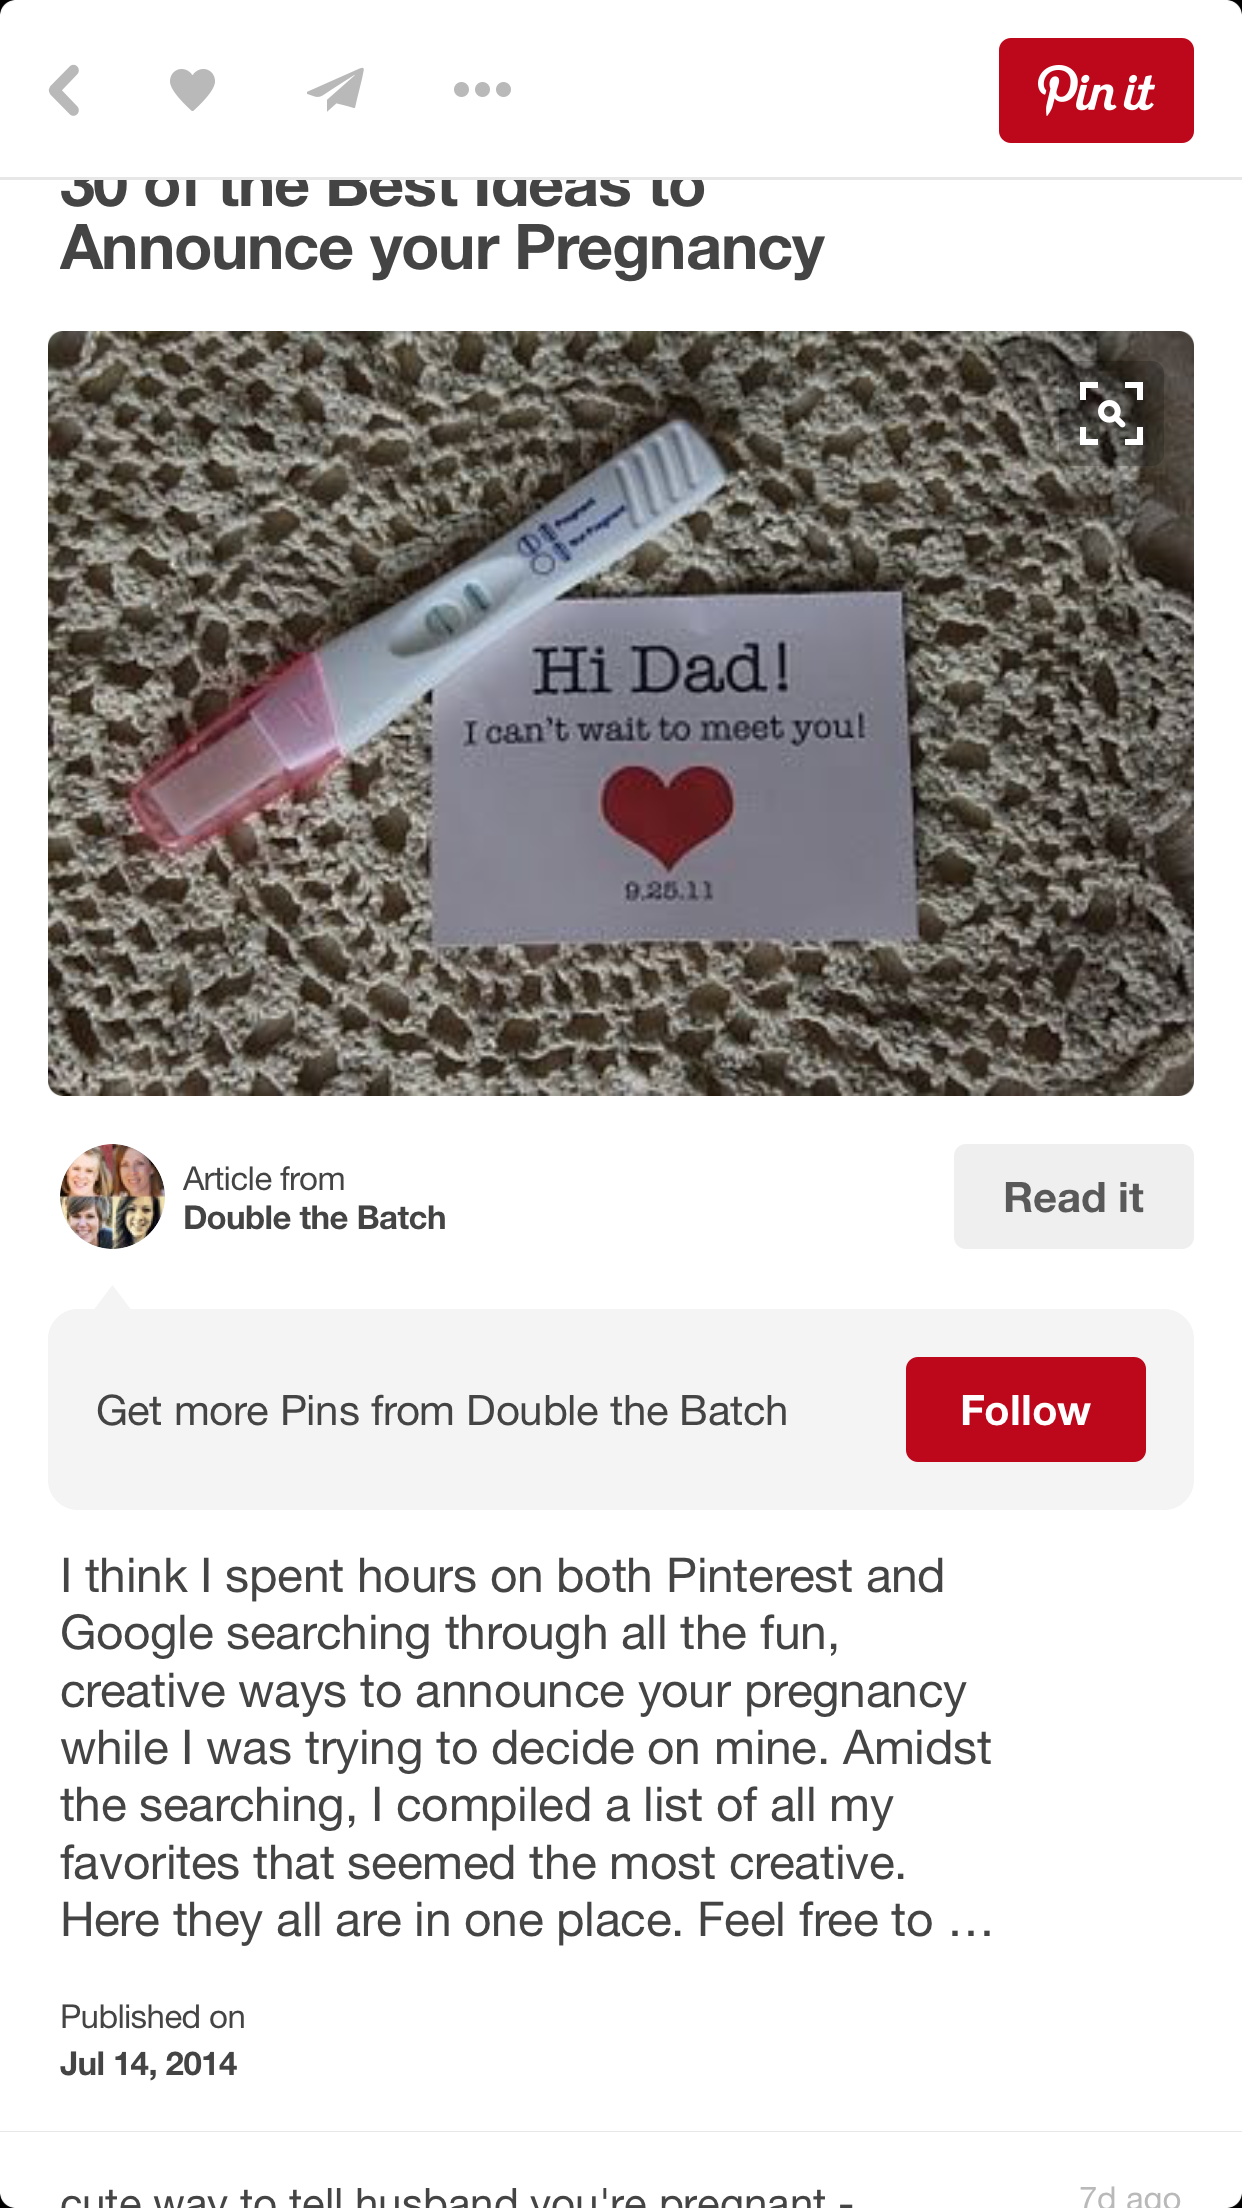 Pin it
30 of the Best Ideas to
Announce your Pregnancy
Pregnant
Not Pregnant
Hi Dad!
I can't wait to meet you!
9.25.11
Article from
Double the Batch
Read it
Get more Pins from Double the Batch
Follow
I think I spent hours on both Pinterest and
Google searching through all the fun,
creative ways to announce your pregnancy
while I was trying to decide on mine. Amidst
the searching, I compiled a list of all my
favorites that seemed the most creative.
Here they all are in one place. Feel free to …
Published on
Jul 14, 2014
cute way to tell husband you're pregnant -
7d ago